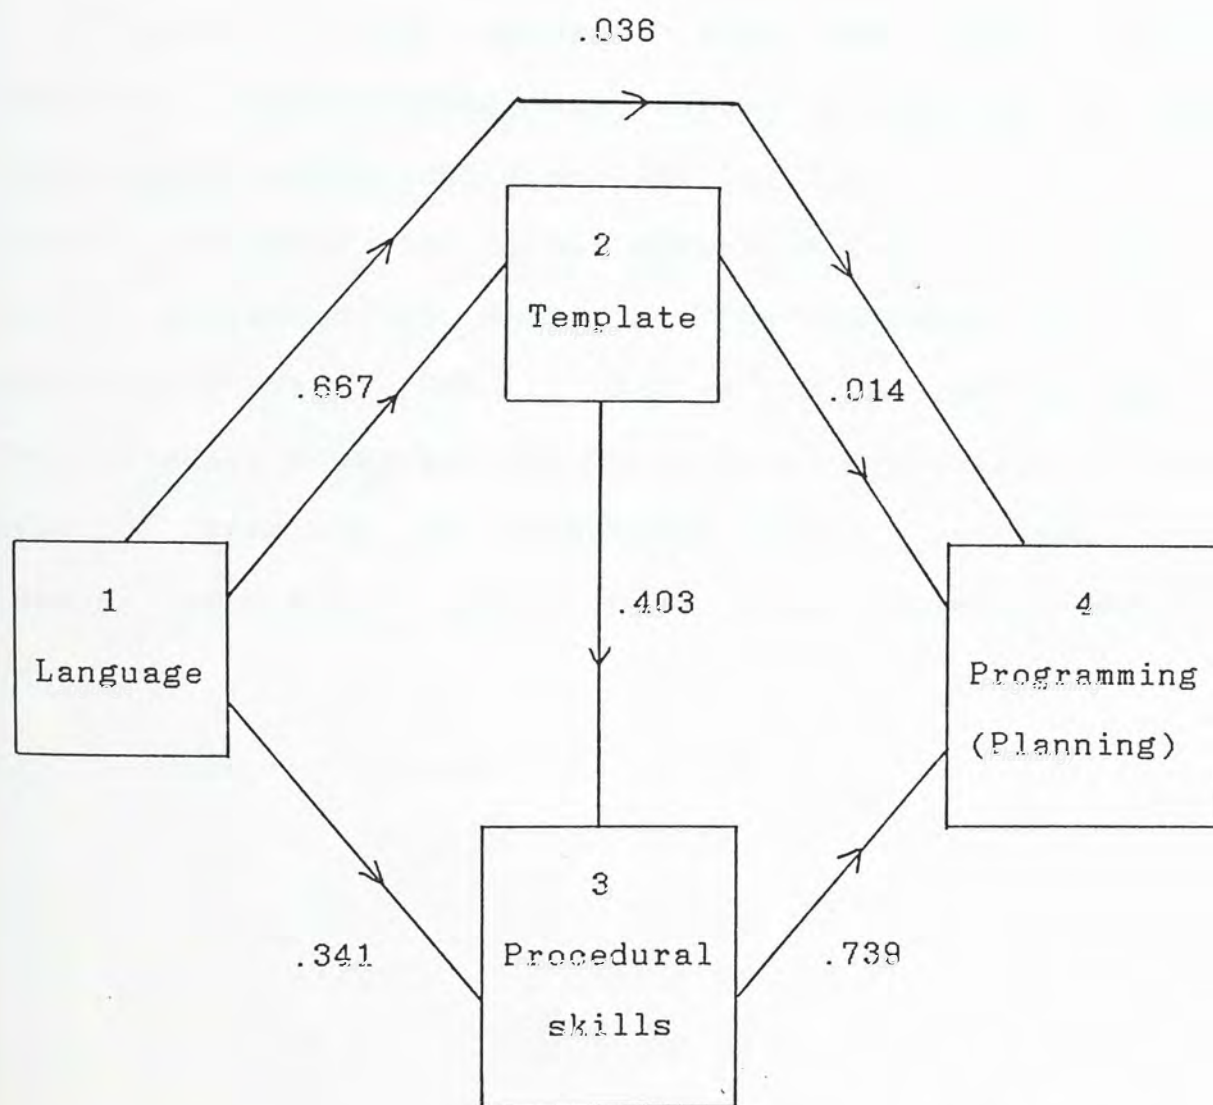 .036
2
Template
.667
.014
1
Language
.403
4
Programming
(Planning)
3
Procedural
skills
.341
.739